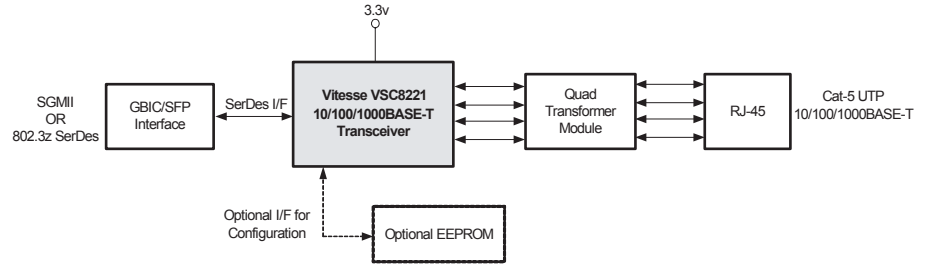 3.3v
SGMII
OR
802.3z SerDes
GBIC/SFP
Interface
SerDes I/F
Vitesse VSC8221
10/100/1000BASE-T
Transceiver
Quad
Transformer
Module
RJ-45
Cat-5 UTP
10/100/1000BASE-T
Optional I/F for
Configuration
Optional EEPROM